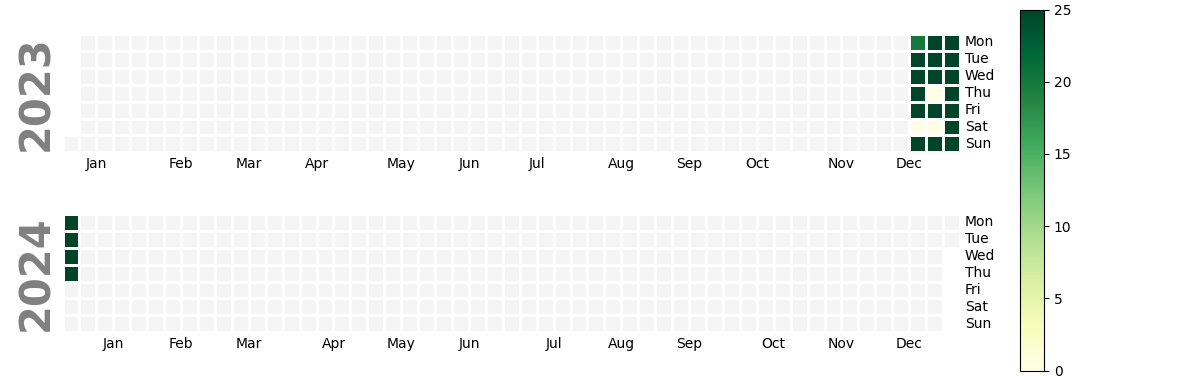 2023
Mon
Tue
Wed
Thu
Fri
Sat
Sun
Jan Feb Mar Apr May Jun Jul Aug Sep Oct Nov Dec
2024
Mon
Tue
Wed
Thu
Fri
Sat
Sun
Jan Feb Mar Apr May Jun Jul Aug Sep Oct Nov Dec
25
20
15
10
5
0